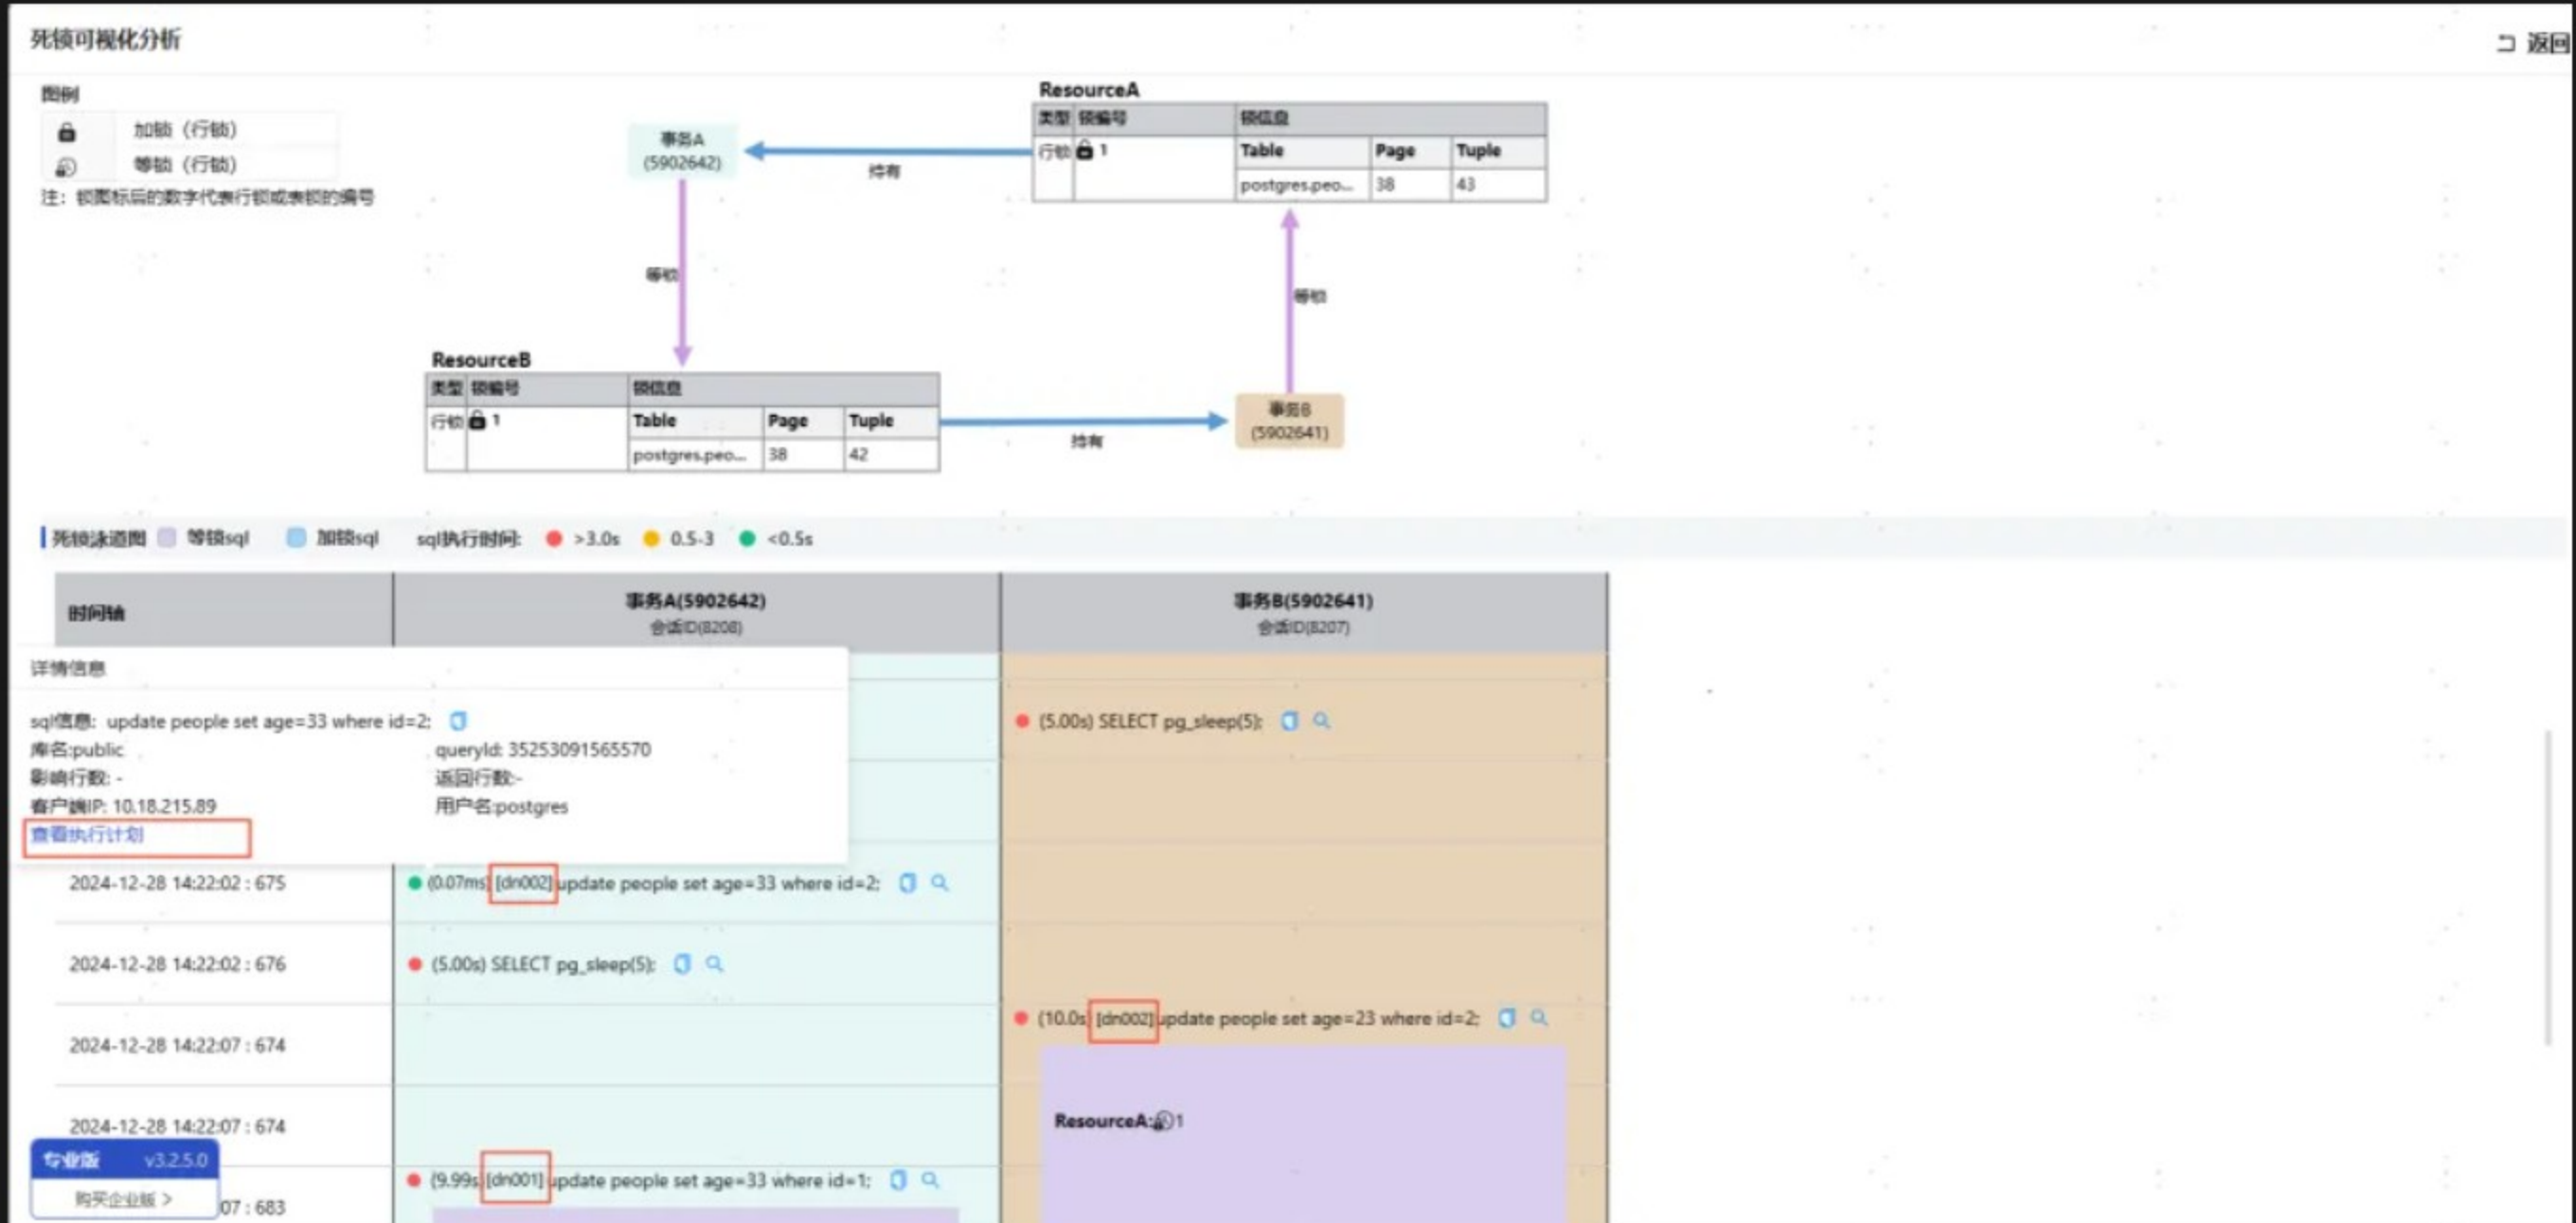 死锁可视化分析
返回
图例
加锁（行锁）
等锁（行锁）
注：锁图标后的数字代表行锁或表锁的编号
事务A
(5902642)
持有
ResourceA
类型 锁编号 锁信息
行锁 1 Table Page Tuple
postgres.peo... 38 43
等锁
等锁
ResourceB
类型 锁编号 锁信息
行锁 1 Table Page Tuple
postgres.peo... 38 42
持有
事务B
(5902641)
死锁泳道图 等锁sql 加锁sql sql执行时间: >3.0s 0.5-3 <0.5s
时间轴
事务A(5902642)
会话ID(8208)
事务B(5902641)
会话ID(8207)
详情信息
sql信息: update people set age=33 where id=2;
库名:public queryId: 35253091565570
影响行数: - 返回行数:-
客户端IP: 10.18.215.89 用户名:postgres
查看执行计划
(5.00s) SELECT pg_sleep(5);
2024-12-28 14:22:02 : 675 (0.07ms) [dn002] update people set age=33 where id=2;
2024-12-28 14:22:02 : 676 (5.00s) SELECT pg_sleep(5);
2024-12-28 14:22:07 : 674 (10.0s) [dn002] update people set age=23 where id=2;
2024-12-28 14:22:07 : 674
ResourceA: 1
(9.99s) [dn001] update people set age=33 where id=1;
07 : 683
专业版 v3.2.5.0
购买企业版 >